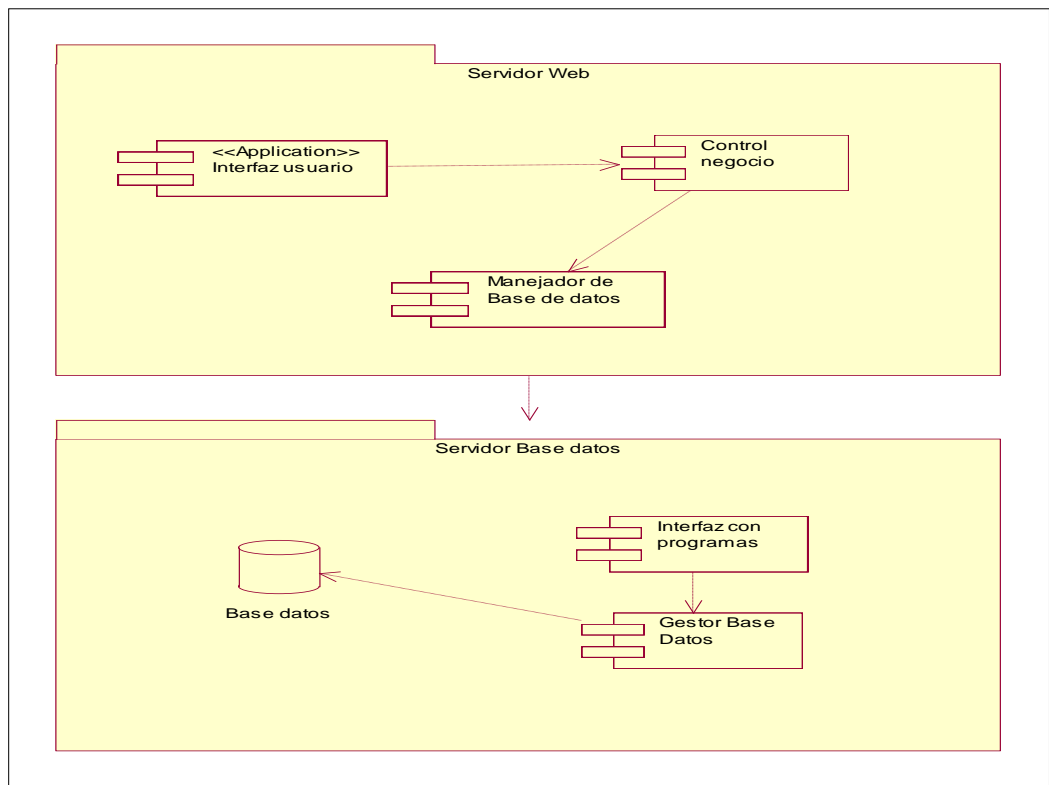 Servidor Web
<<Application>>
Interfaz usuario
Control
negocio
Manejador de
Base de datos
Servidor Base datos
Interfaz con
programas
Base datos
Gestor Base
Datos